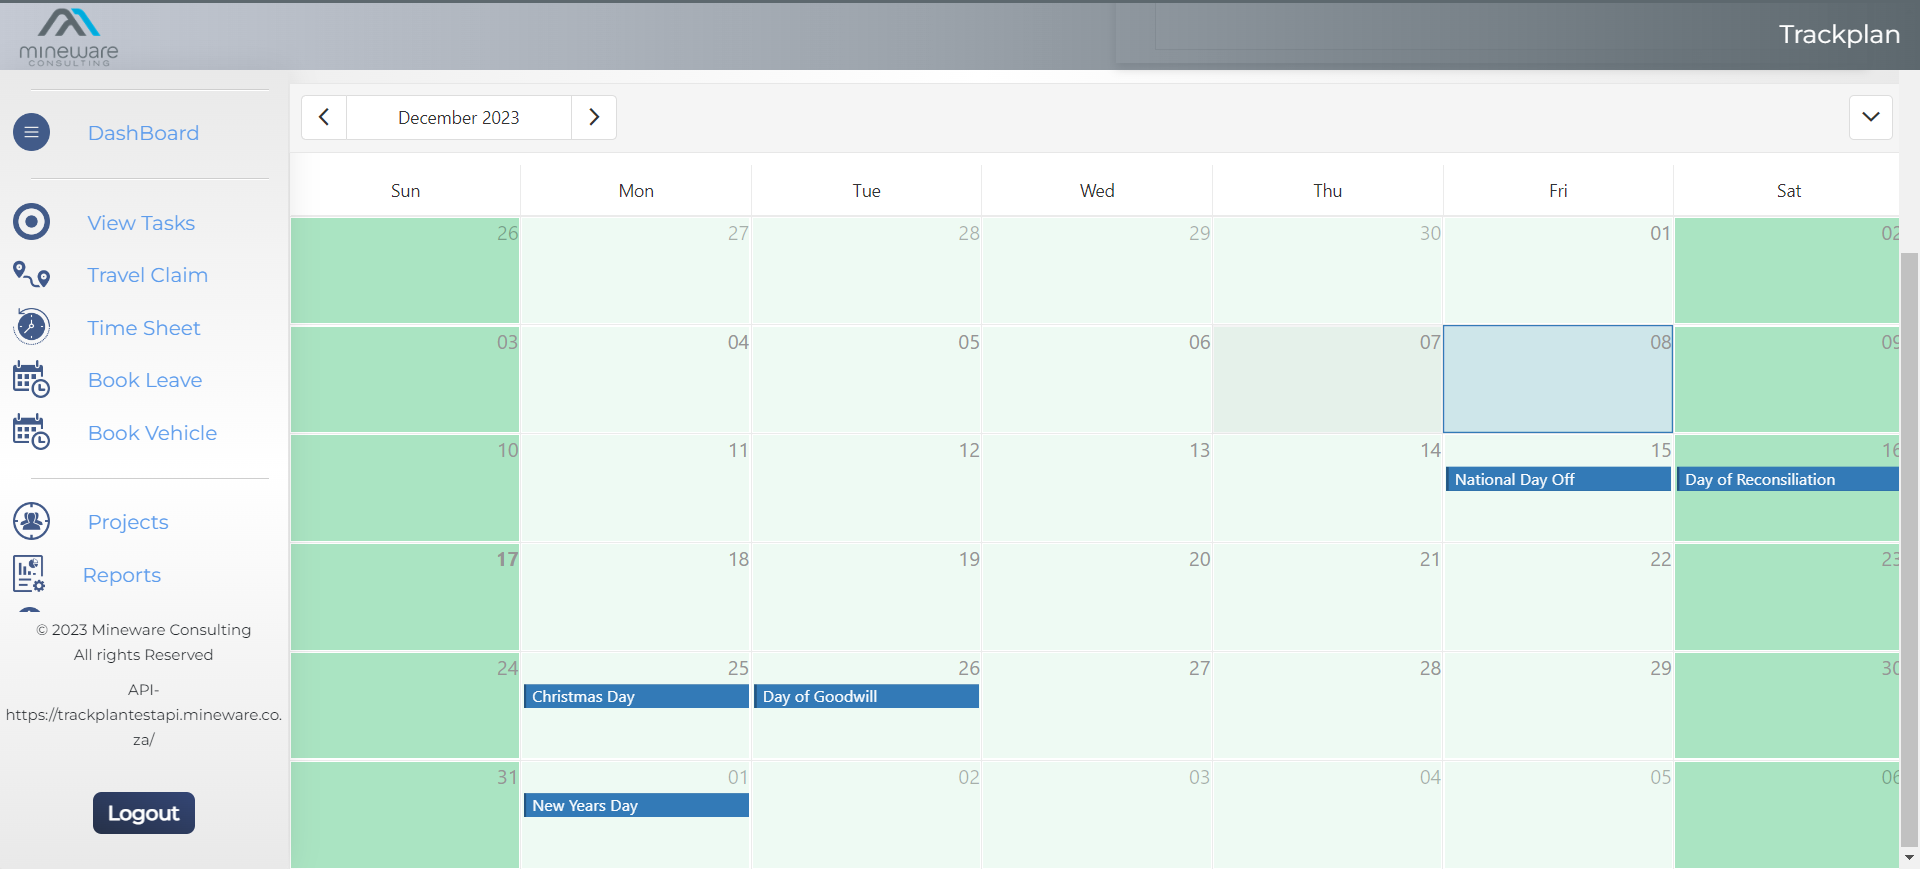 mineware
CONSULTING
Trackplan
DashBoard
View Tasks
Travel Claim
Time Sheet
Book Leave
Book Vehicle
Projects
Reports
© 2023 Mineware Consulting
All rights Reserved
API-
https://trackplantestapi.mineware.co.
za/
Logout
December 2023
Sun Mon Tue Wed Thu Fri Sat
26 27 28 29 30 01 02
03 04 05 06 07 08 09
10 11 12 13 14 15 16
National Day Off Day of Reconsiliation
17 18 19 20 21 22 23
24 25 26 27 28 29 30
Christmas Day Day of Goodwill
31 01 02 03 04 05 06
New Years Day